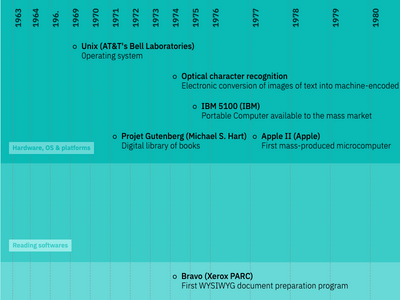 1963 1964 196. 1969 1970 1971 1972 1973 1974 1975 1976 1977 1978 1979 1980
Unix (AT&T's Bell Laboratories)
Operating system
Optical character recognition
Electronic conversion of images of text into machine-encoded
IBM 5100 (IBM)
Portable Computer available to the mass market
Projet Gutenberg (Michael S. Hart)
Digital library of books
Apple II (Apple)
First mass-produced microcomputer
Hardware, OS & platforms
Reading softwares
Bravo (Xerox PARC)
First WYSIWYG document preparation program